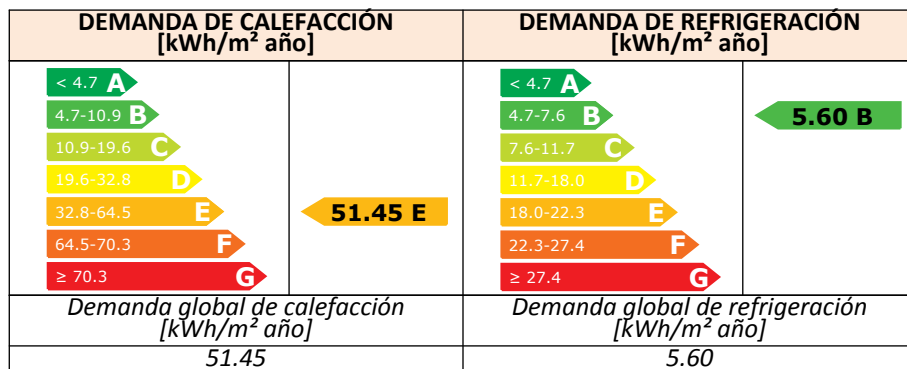 DEMANDA DE CALEFACCIÓN
[kWh/m² año]
DEMANDA DE REFRIGERACIÓN
[kWh/m² año]
< 4.7 A
4.7-10.9 B
10.9-19.6 C
19.6-32.8 D
32.8-64.5 E
64.5-70.3 F
≥ 70.3 G
51.45 E
< 4.7 A
4.7-7.6 B
7.6-11.7 C
11.7-18.0 D
18.0-22.3 E
22.3-27.4 F
≥ 27.4 G
5.60 B
Demanda global de calefacción
[kWh/m² año]
Demanda global de refrigeración
[kWh/m² año]
51.45
5.60